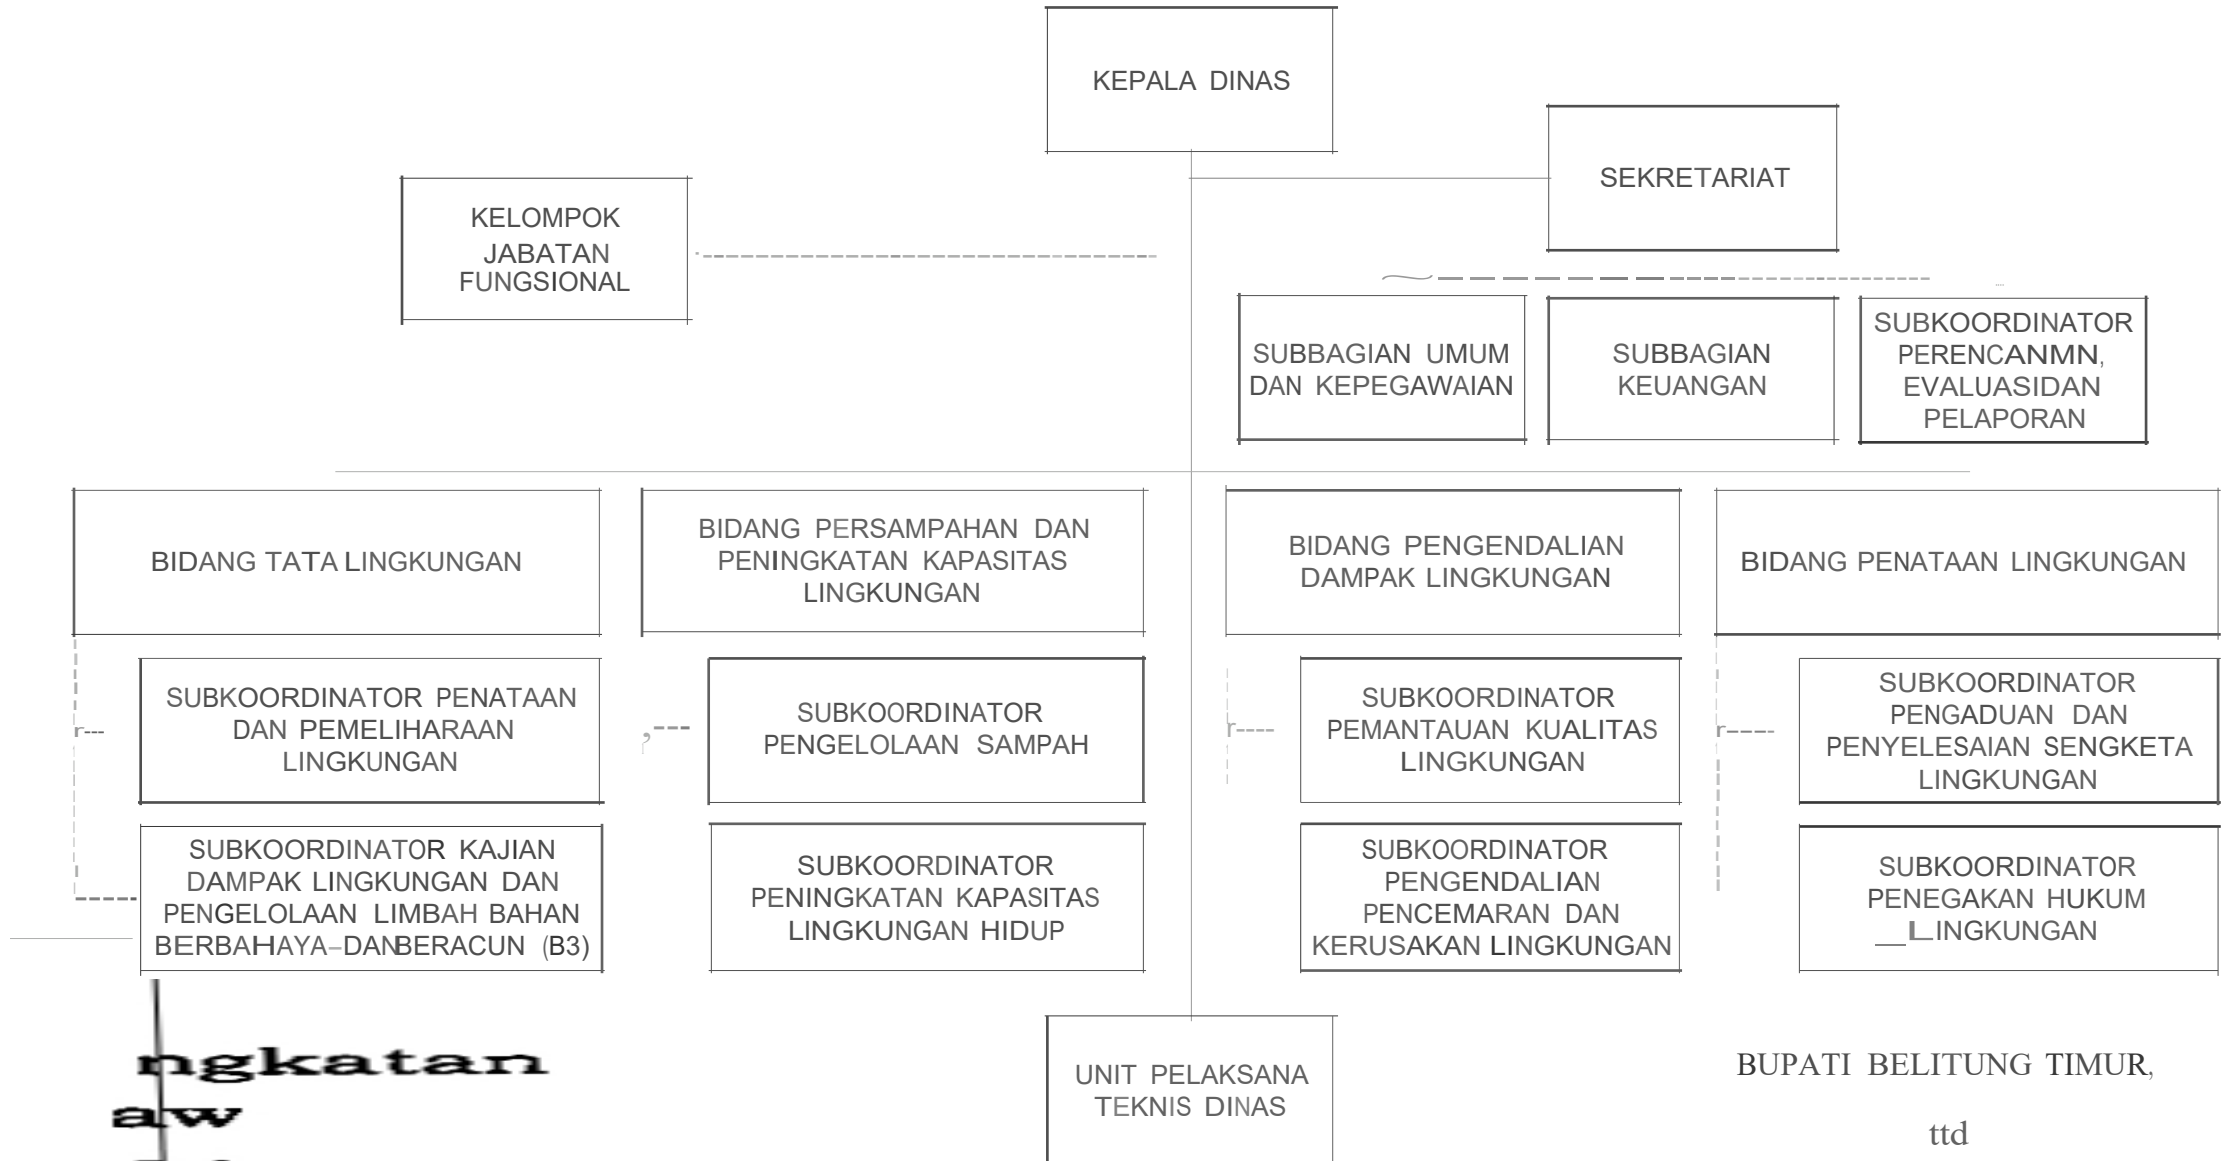 KEPALA DINAS
SEKRETARIAT
KELOMPOK
JABATAN
FUNGSIONAL
SUBBAGIAN UMUM
DAN KEPEGAWAIAN
SUBBAGIAN
KEUANGAN
SUBKOORDINATOR
PERENCANMN,
EVALUASIDAN
PELAPORAN
BIDANG TATA LINGKUNGAN
BIDANG PERSAMPAHAN DAN
PENINGKATAN KAPASITAS
LINGKUNGAN
BIDANG PENGENDALIAN
DAMPAK LINGKUNGAN
BIDANG PENATAAN LINGKUNGAN
SUBKOORDINATOR PENATAAN
DAN PEMELIHARAAN
LINGKUNGAN
SUBKOORDINATOR
PENGELOLAAN SAMPAH
SUBKOORDINATOR
PEMANTAUAN KUALITAS
LINGKUNGAN
SUBKOORDINATOR
PENGADUAN DAN
PENYELESAIAN SENGKETA
LINGKUNGAN
SUBKOORDINATOR KAJIAN
DAMPAK LINGKUNGAN DAN
PENGELOLAAN LIMBAH BAHAN
BERBAHAYA-DANBERACUN (B3)
SUBKOORDINATOR
PENINGKATAN KAPASITAS
LINGKUNGAN HIDUP
SUBKOORDINATOR
PENGENDALIAN
PENCEMARAN DAN
KERUSAKAN LINGKUNGAN
SUBKOORDINATOR
PENEGAKAN HUKUM
LINGKUNGAN
ngkatan
aw
UNIT PELAKSANA
TEKNIS DINAS
BUPATI BELITUNG TIMUR,
ttd